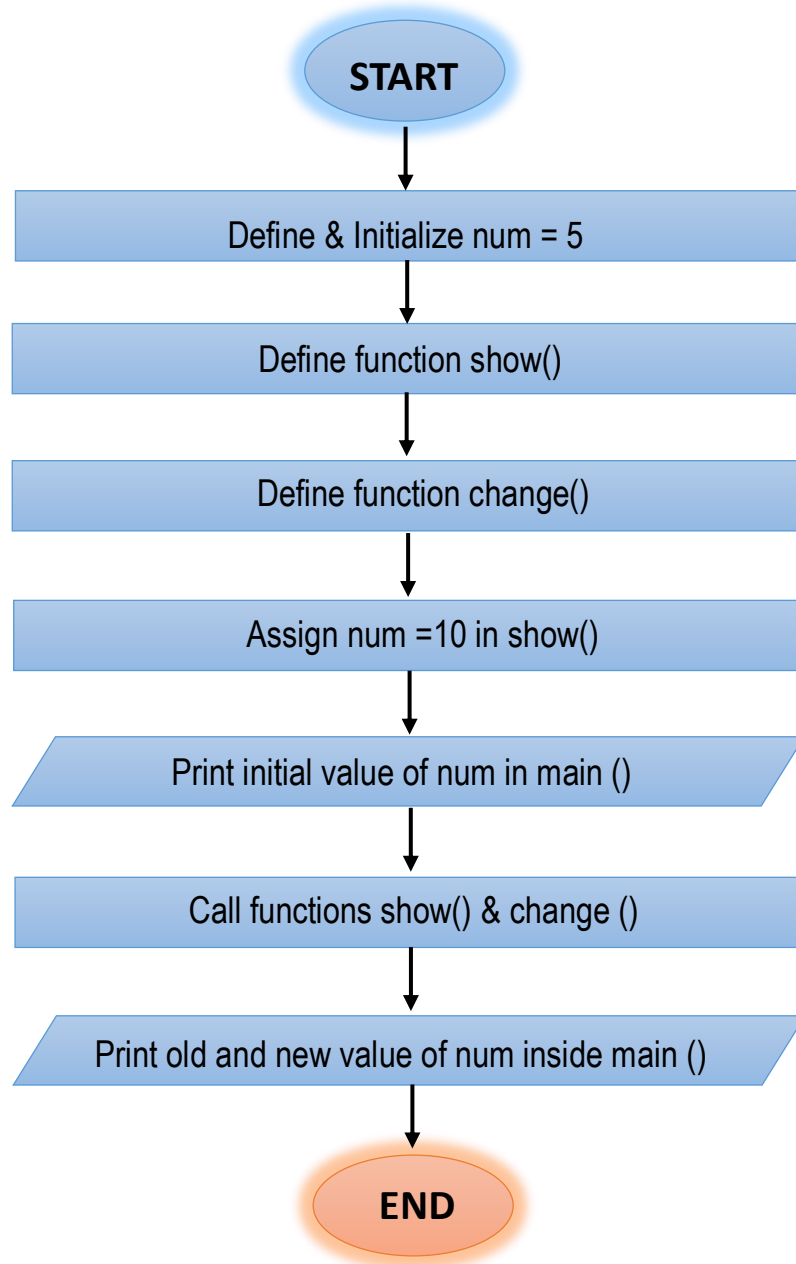 START
Define & Initialize num = 5
Define function show()
Define function change()
Assign num =10 in show()
Print initial value of num in main ()
Call functions show() & change ()
Print old and new value of num inside main ()
END